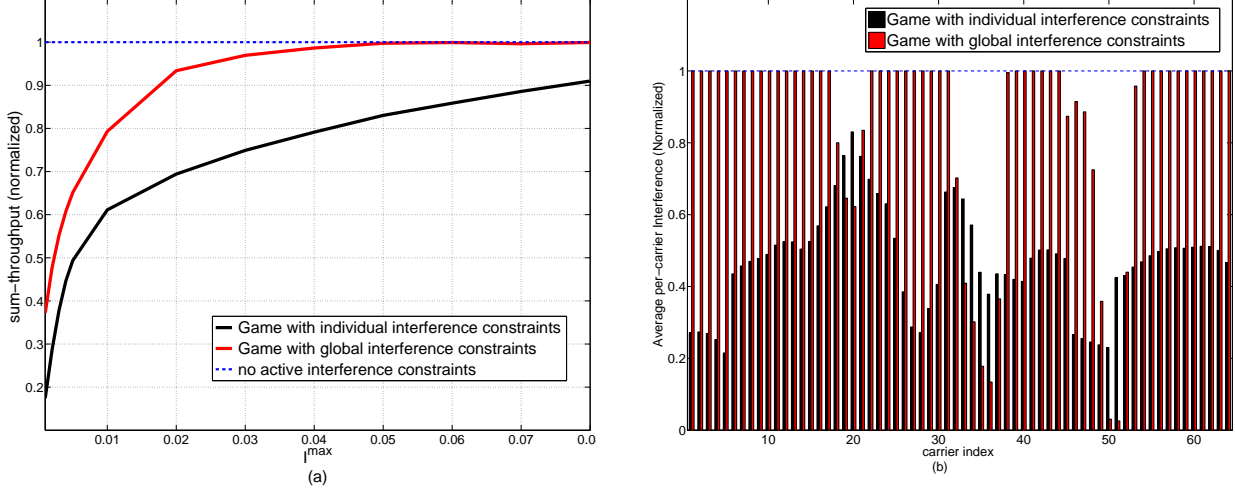 1
0.9
0.8
0.7
0.6
0.5
0.4
0.3
0.2
sum−throughput (normalized)
Game with individual interference constraints
Game with global interference constraints
no active interference constraints
0.01 0.02 0.03 0.04 0.05 0.06 0.07 0.0
I^max
(a)
Game with individual interference constraints
Game with global interference constraints
1
0.8
0.6
0.4
0.2
0
Average per−carrier Interference (Normalized)
10 20 30 40 50 60
carrier index
(b)